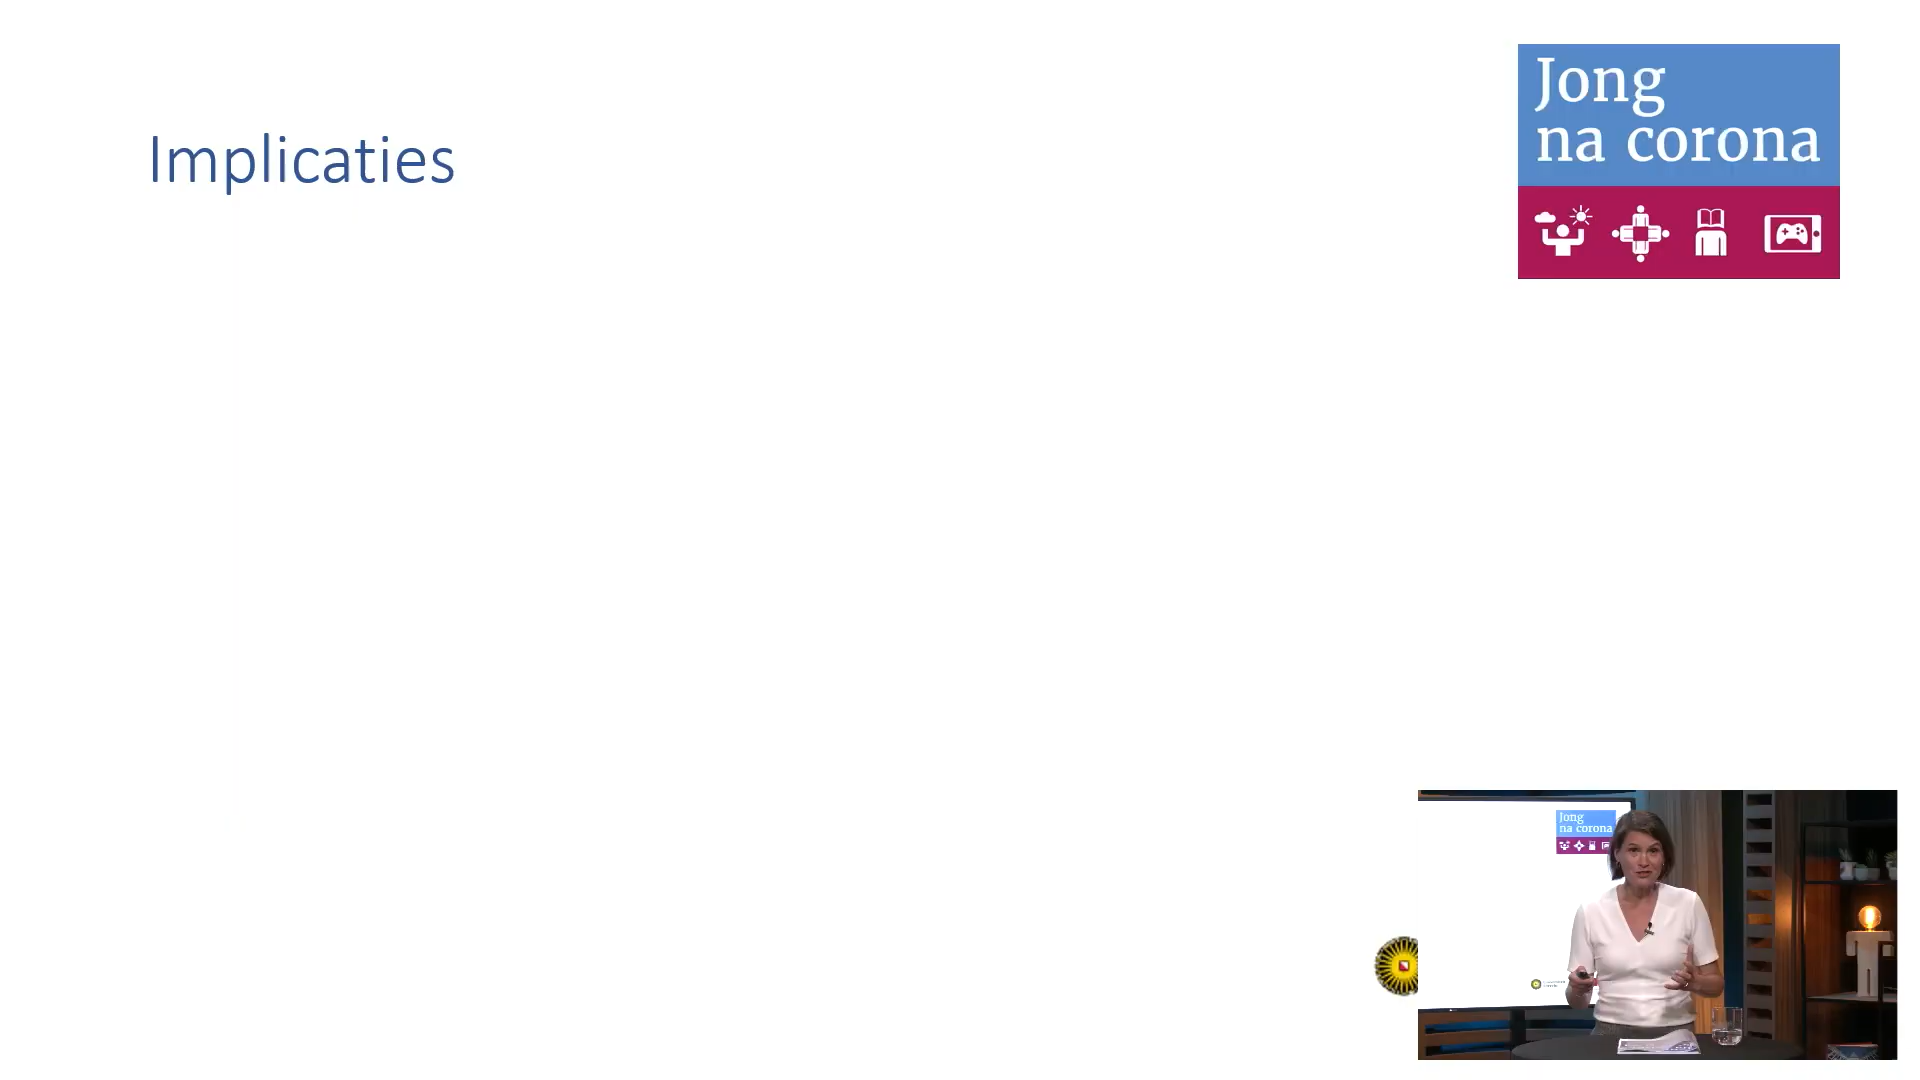 Implicaties
Jong
na corona
Jong
na corona